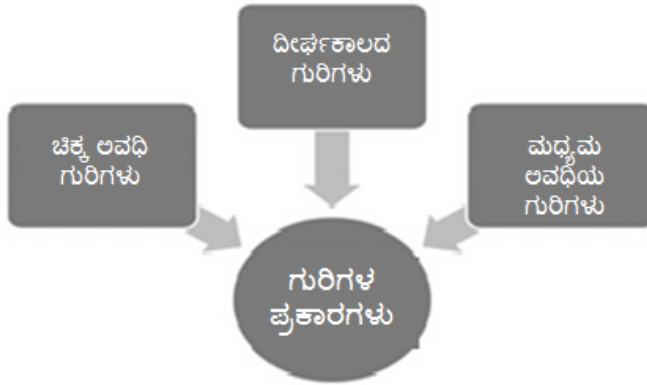 ದೀರ್ಘಕಾಲದ
ಗುರಿಗಳು
ಚಿಕ್ಕ ಅವಧಿ
ಗುರಿಗಳು
ಮಧ್ಯಮ
ಅವಧಿಯ
ಗುರಿಗಳು
ಗುರಿಗಳ
ಪ್ರಕಾರಗಳು